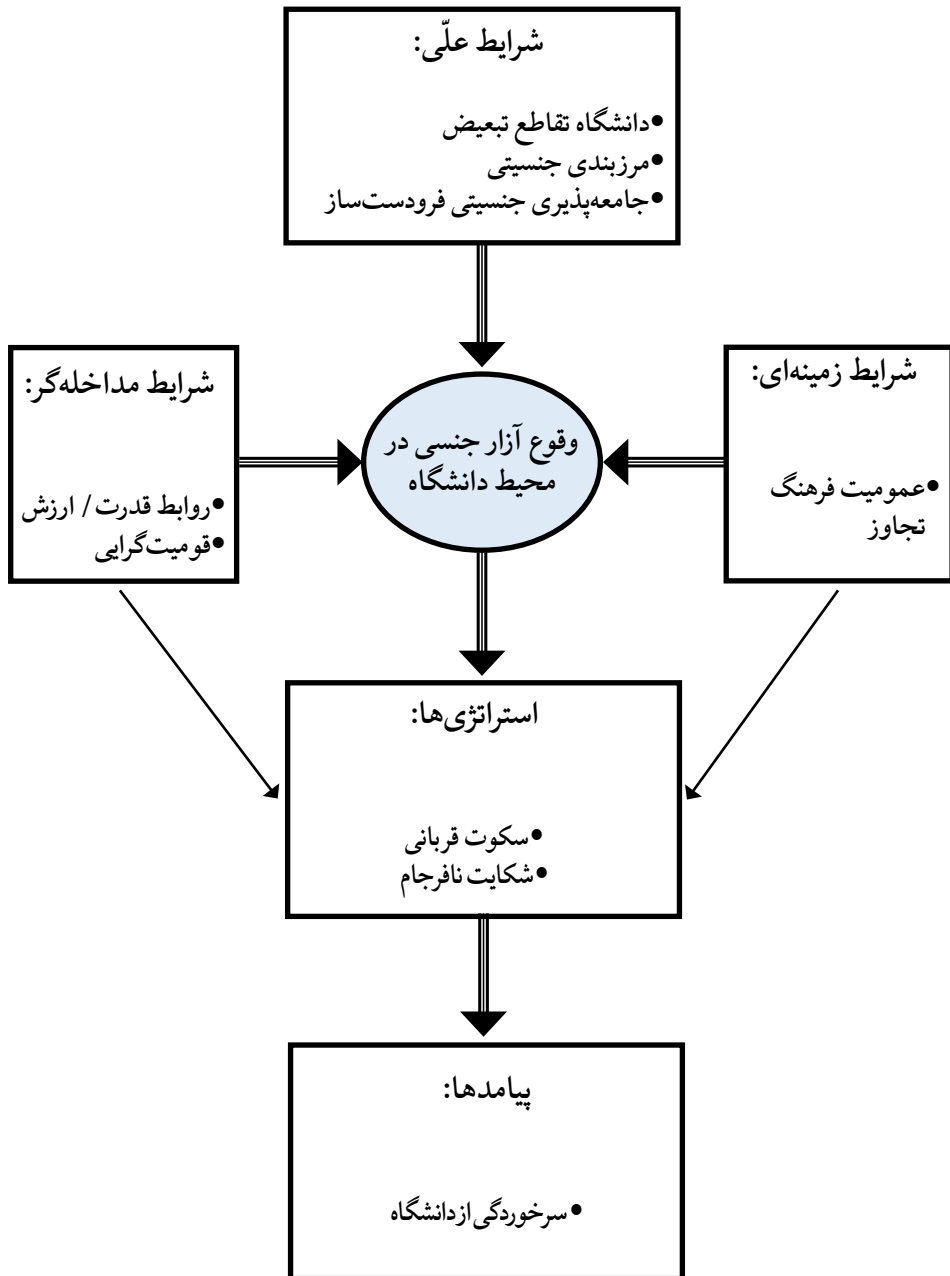 شرایط علّی:
•دانشگاه تقاطع تبعیض
•مرزبندی جنسیتی
•جامعه‌پذیری جنسیتی فرودست‌ساز
شرایط زمینه‌ای:
•عمومیت فرهنگ
تجاوز
وقوع آزار جنسی در
محیط دانشگاه
شرایط مداخله‌گر:
•روابط قدرت / ارزش
•قومیت‌گرایی
استراتژی‌ها:
•سکوت قربانی
•شکایت نافرجام
پیامدها:
•سرخوردگی از دانشگاه